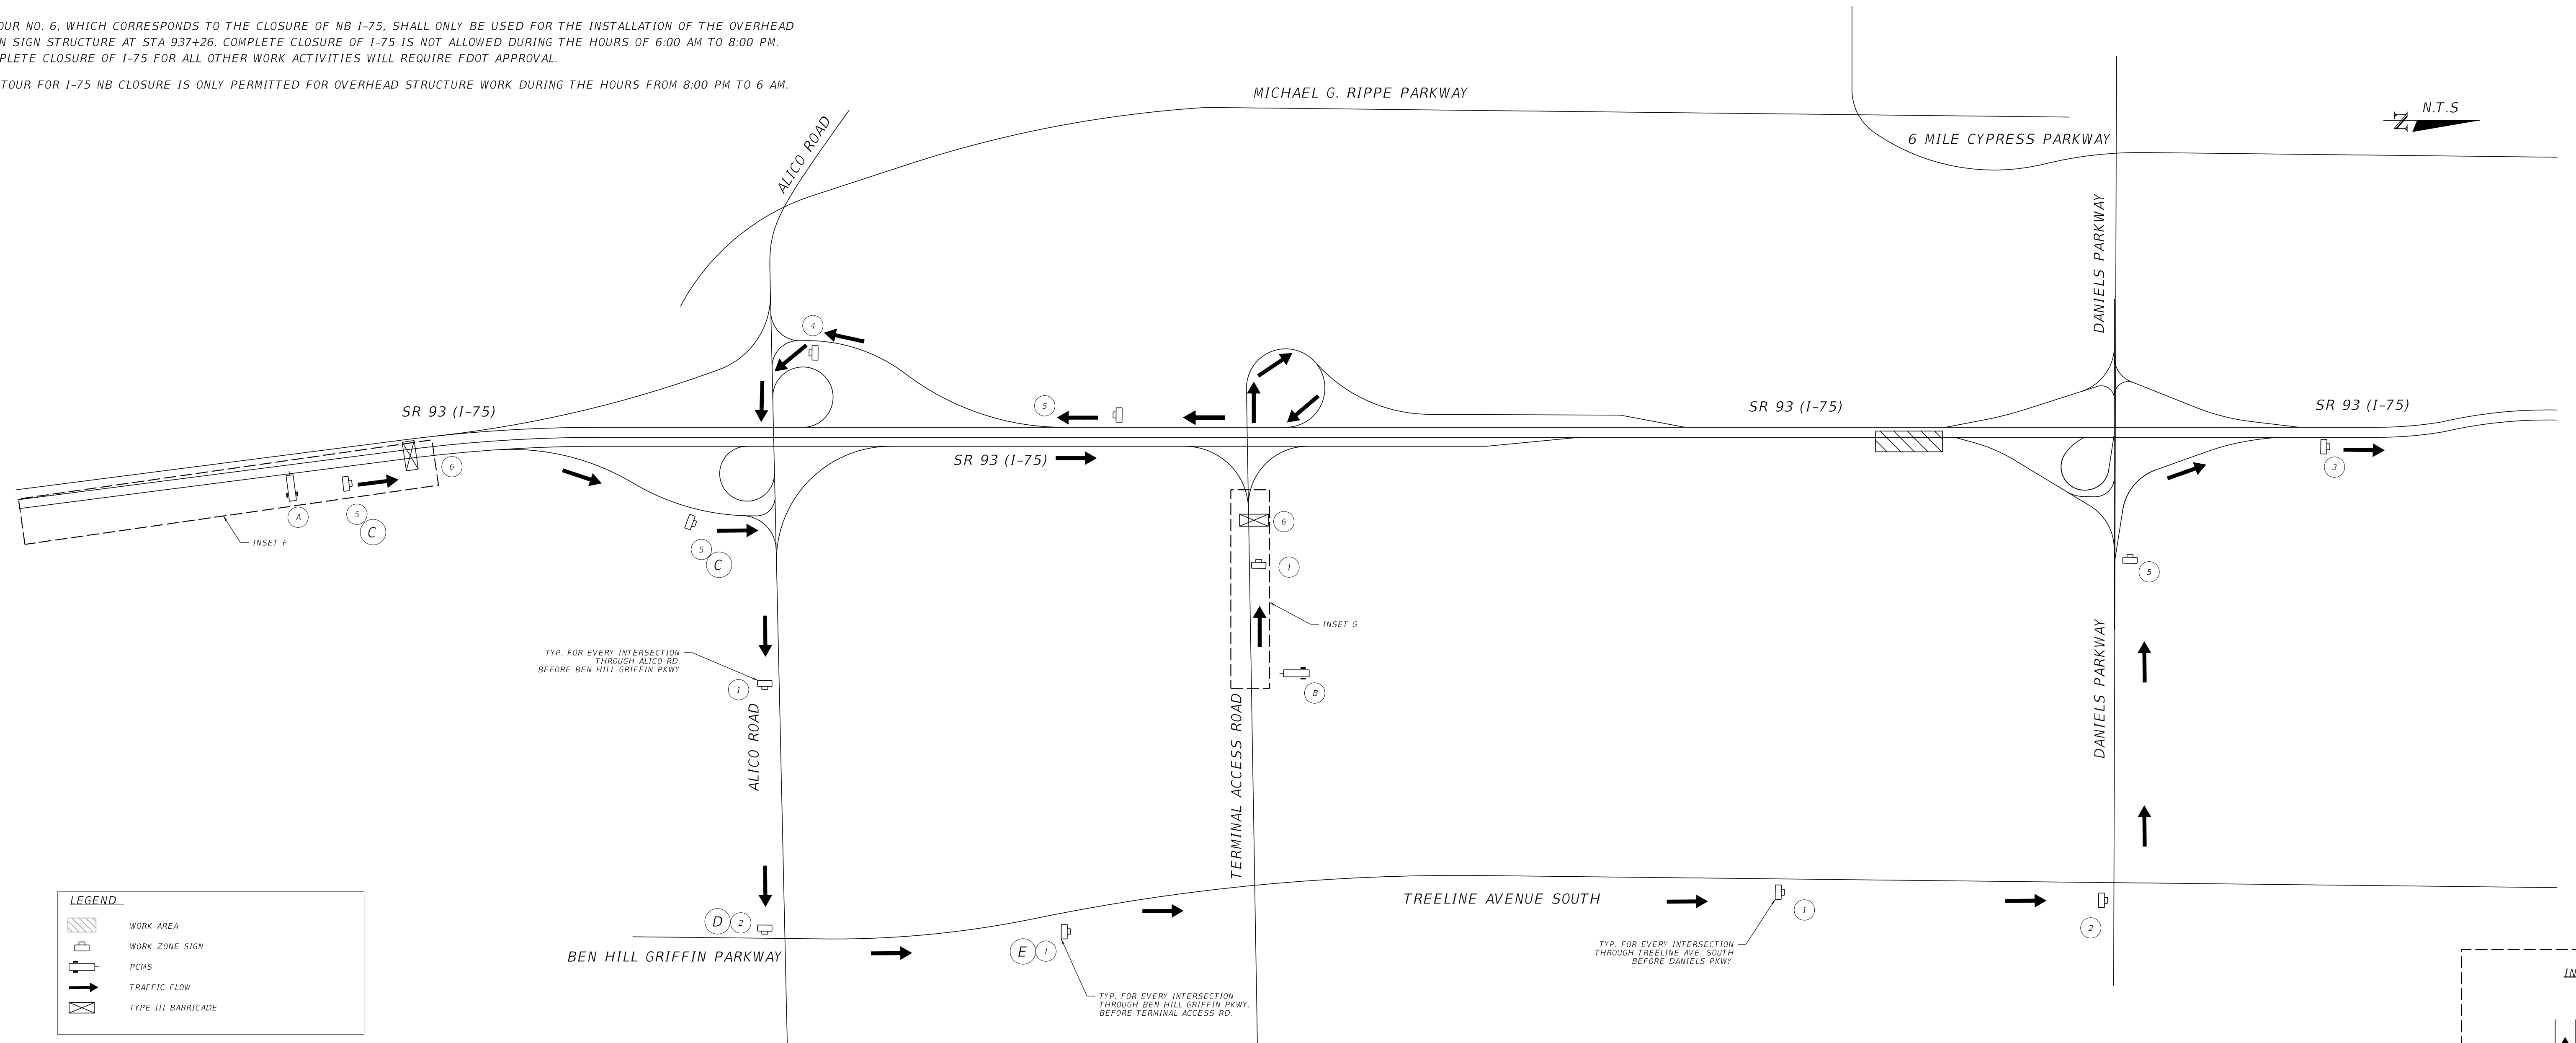 OUR NO. 6, WHICH CORRESPONDS TO THE CLOSURE OF NB I-75, SHALL ONLY BE USED FOR THE INSTALLATION OF THE OVERHEAD
N SIGN STRUCTURE AT STA 937+26. COMPLETE CLOSURE OF I-75 IS NOT ALLOWED DURING THE HOURS OF 6:00 AM TO 8:00 PM.
PLETE CLOSURE OF I-75 FOR ALL OTHER WORK ACTIVITIES WILL REQUIRE FDOT APPROVAL.
TOUR FOR I-75 NB CLOSURE IS ONLY PERMITTED FOR OVERHEAD STRUCTURE WORK DURING THE HOURS FROM 8:00 PM TO 6 AM.
MICHAEL G. RIPPE PARKWAY
N.T.S
N
6 MILE CYPRESS PARKWAY
ALICO ROAD
DANIELS PARKWAY
4
5
SR 93 (I-75)
SR 93 (I-75)
SR 93 (I-75)
SR 93 (I-75)
6
3
A
5
C
INSET F
5
C
6
1
5
INSET G
TYP. FOR EVERY INTERSECTION
THROUGH ALICO RD.
BEFORE BEN HILL GRIFFIN PKWY
1
B
ALICO ROAD
TERMINAL ACCESS ROAD
DANIELS PARKWAY
TREELINE AVENUE SOUTH
1
2
D
2
BEN HILL GRIFFIN PARKWAY
E
1
TYP. FOR EVERY INTERSECTION
THROUGH TREELINE AVE. SOUTH
BEFORE DANIELS PKWY.
TYP. FOR EVERY INTERSECTION
THROUGH BEN HILL GRIFFIN PKWY.
BEFORE TERMINAL ACCESS RD.
LEGEND
WORK AREA
WORK ZONE SIGN
PCMS
TRAFFIC FLOW
TYPE III BARRICADE
IN